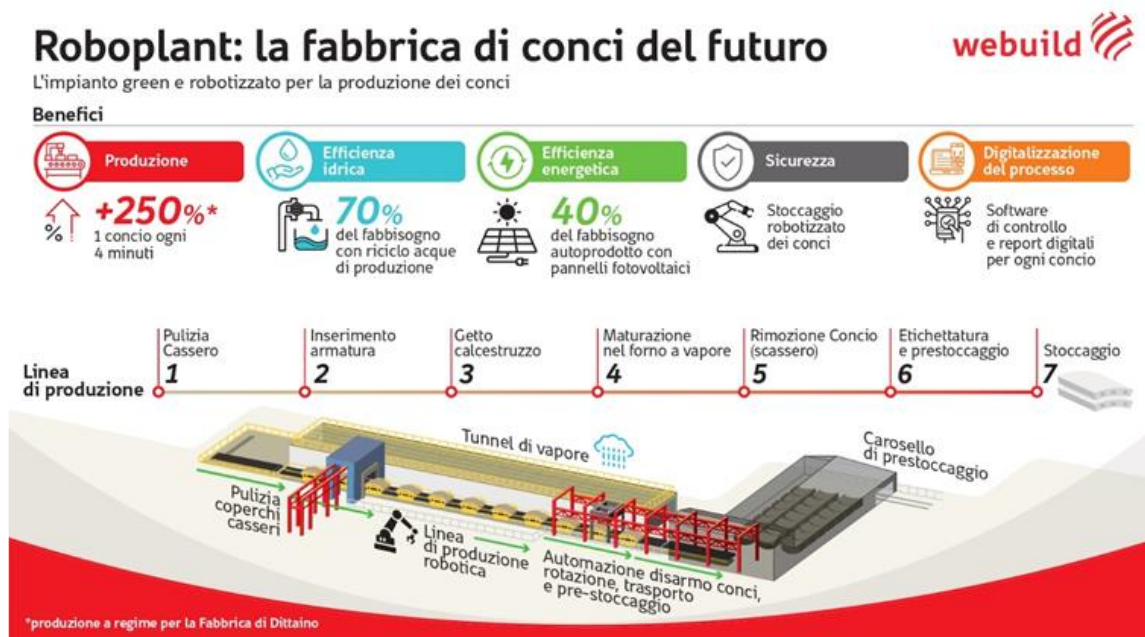 Roboplant: la fabbrica di conci del futuro
webuild
L'impianto green e robotizzato per la produzione dei conci
Benefici
Produzione
+250%*
1 concio ogni
4 minuti
Efficienza
idrica
70%
del fabbisogno
con riciclo acque
di produzione
Efficienza
energetica
40%
del fabbisogno
autoprodotto con
pannelli fotovoltaici
Sicurezza
Stoccaggio
robotizzato
dei conci
Digitalizzazione
del processo
Software
di controllo
e report digitali
per ogni concio
%
Linea
di produzione
Pulizia
Cassero
1
Inserimento
armatura
2
Getto
calcestruzzo
3
Maturazione
nel forno a vapore
4
Rimozione Concio
(scassero)
5
Etichettatura
e prestoccaggio
6
Stoccaggio
7
Tunnel di vapore
Carosello
di prestoccaggio
Pulizia
coperchi
casseri
Linea
di produzione
robotica
Automazione disarmo conci,
rotazione, trasporto
e pre-stoccaggio
*produzione a regime per la Fabbrica di Dittaino